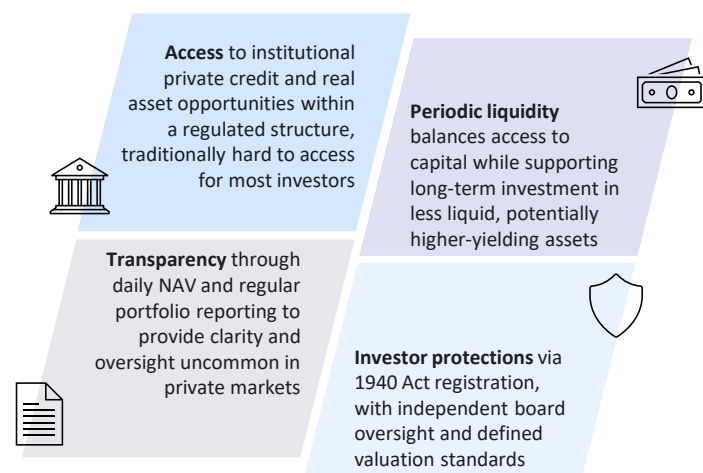 Access to institutional
private credit and real
asset opportunities within
a regulated structure,
traditionally hard to access
for most investors
Periodic liquidity
balances access to
capital while supporting
long-term investment in
less liquid, potentially
higher-yielding assets
Transparency through
daily NAV and regular
portfolio reporting to
provide clarity and
oversight uncommon in
private markets
Investor protections via
1940 Act registration,
with independent board
oversight and defined
valuation standards